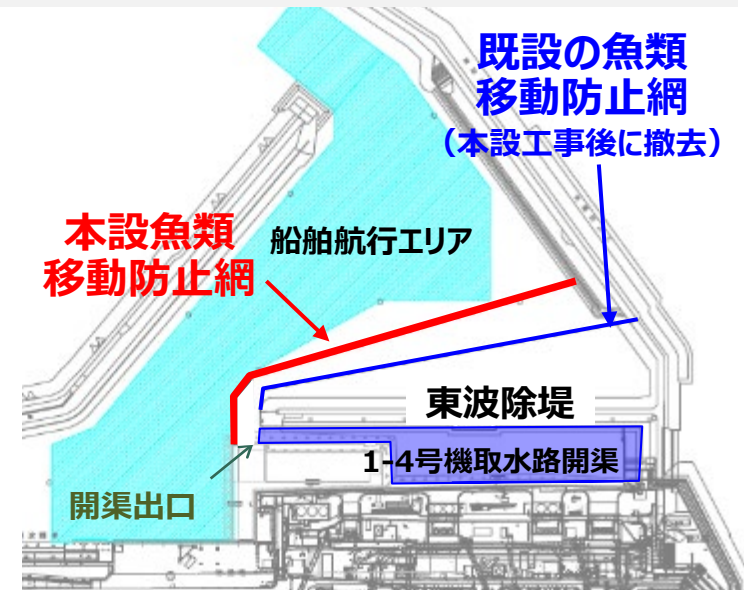 既設の魚類
移動防止網
(本設工事後に撤去)
本設魚類
移動防止網
船舶航行エリア
東波除堤
1-4号機取水路開渠
開渠出口